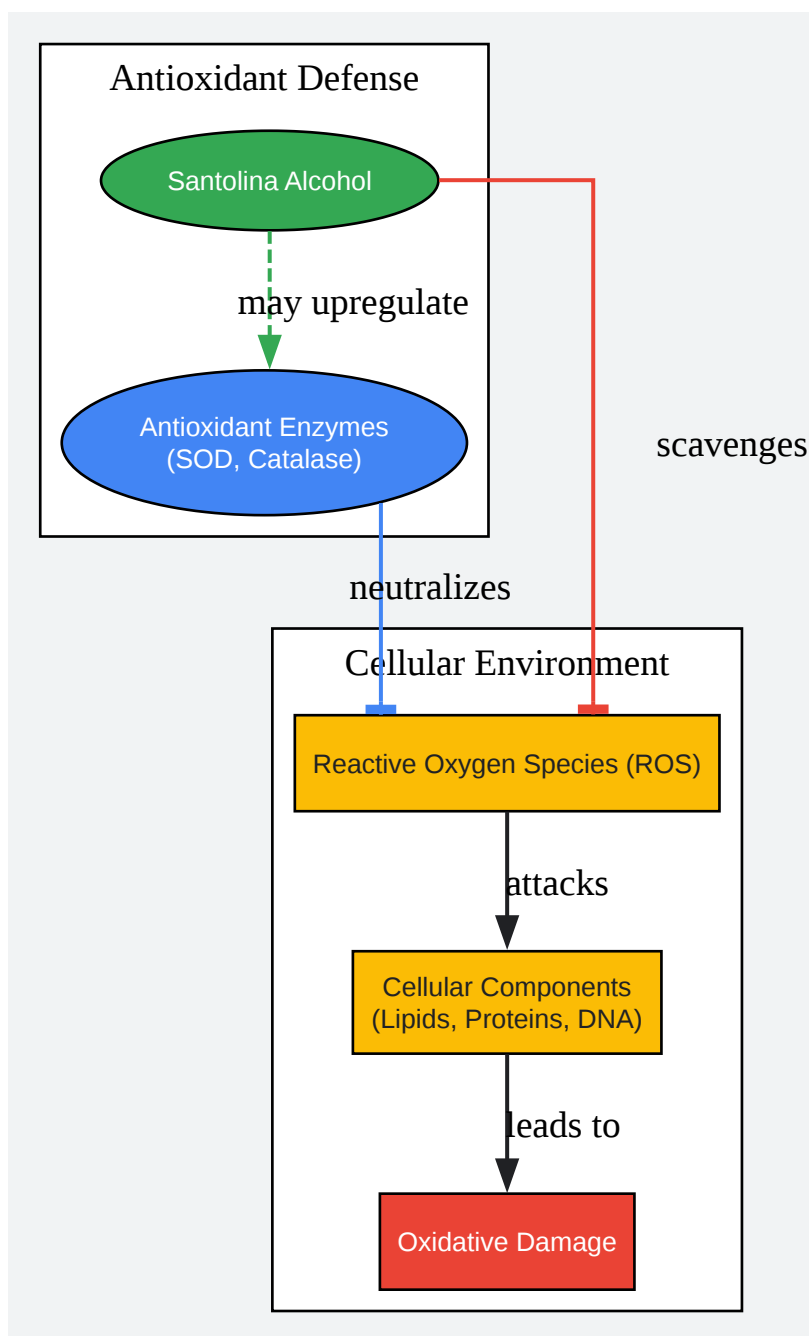 Antioxidant Defense
Santolina Alcohol
may upregulate
Antioxidant Enzymes
(SOD, Catalase)
scavenges
neutralizes
Cellular Environment
Reactive Oxygen Species (ROS)
attacks
Cellular Components
(Lipids, Proteins, DNA)
leads to
Oxidative Damage